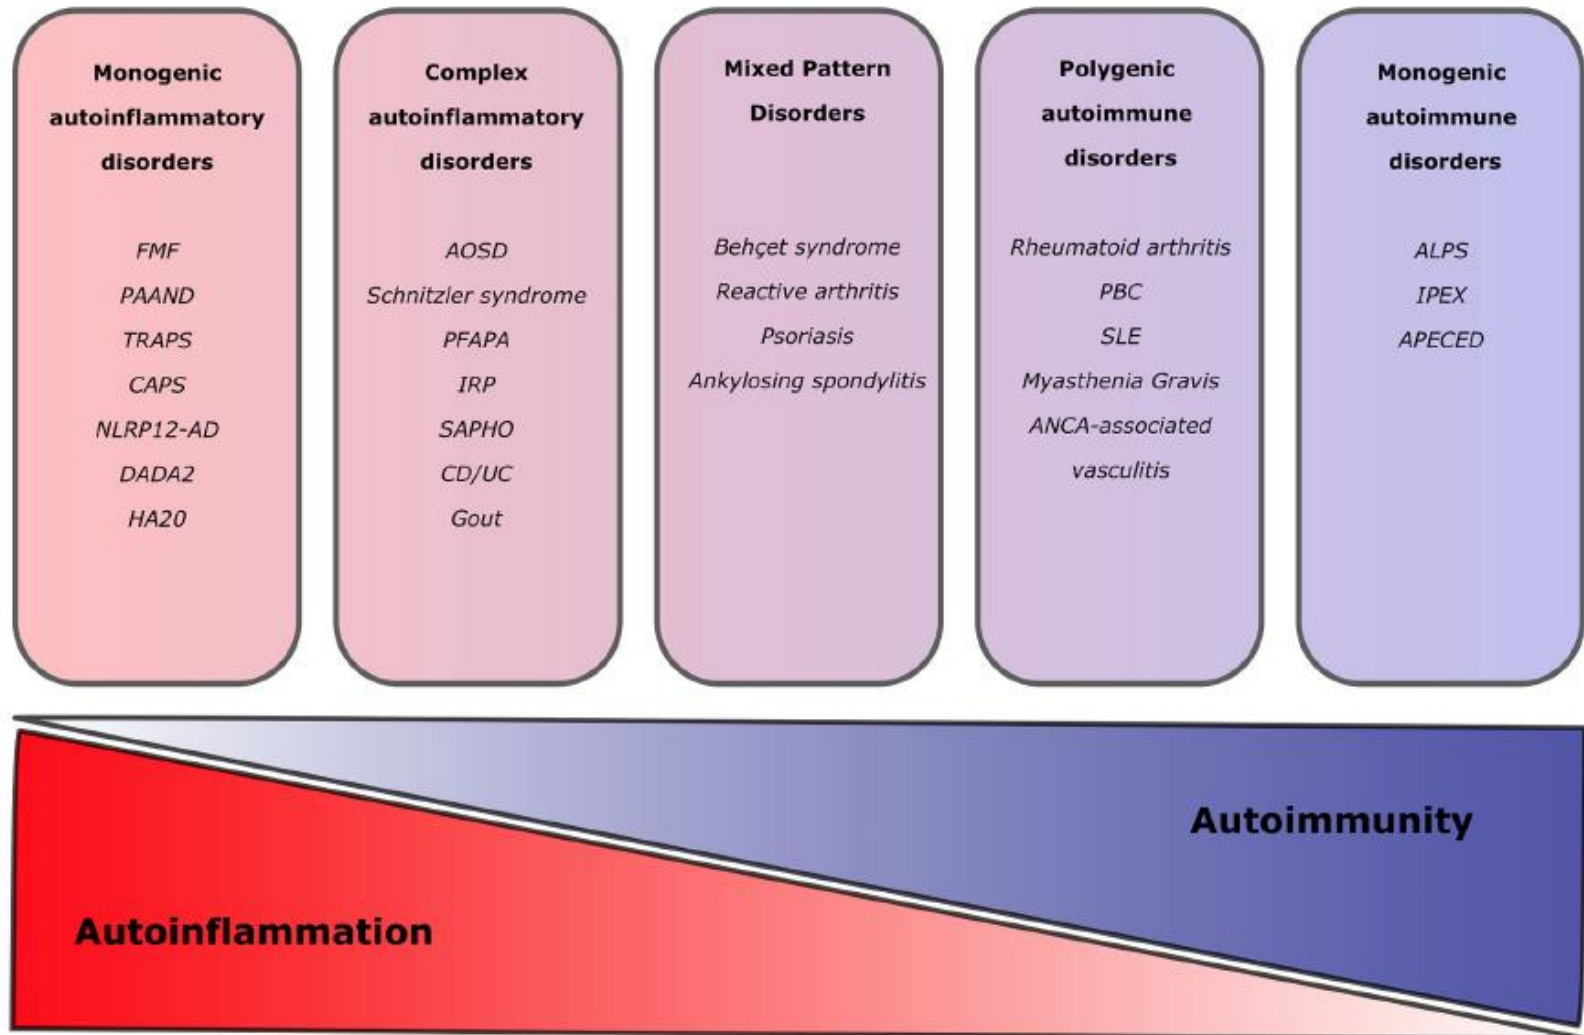 Monogenic
autoinflammatory
disorders
FMF
PAAND
TRAPS
CAPS
NLRP12-AD
DADA2
HA20
Complex
autoinflammatory
disorders
AOSD
Schnitzler syndrome
PFAPA
IRP
SAPHO
CD/UC
Gout
Mixed Pattern
Disorders
Behçet syndrome
Reactive arthritis
Psoriasis
Ankylosing spondylitis
Polygenic
autoimmune
disorders
Rheumatoid arthritis
PBC
SLE
Myasthenia Gravis
ANCA-associated
vasculitis
Monogenic
autoimmune
disorders
ALPS
IPEX
APECED
Autoimmunity
Autoinflammation